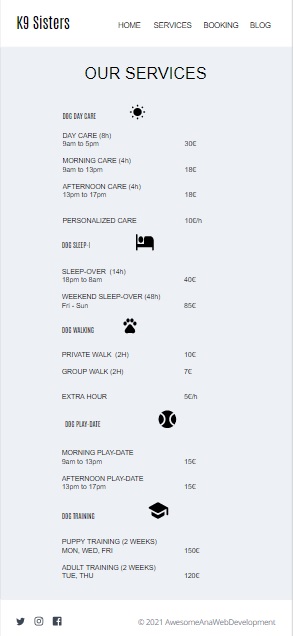 K9 Sisters
HOME SERVICES BOOKING BLOG
OUR SERVICES
DOG DAY CARE
DAY CARE (8h)
9am to 5pm 30€
MORNING CARE (4h)
9am to 13pm 18€
AFTERNOON CARE (4h)
13pm to 17pm 18€
PERSONALIZED CARE 10€/h
DOG SLEEP-I
SLEEP-OVER (14h)
18pm to 8am 40€
WEEKEND SLEEP-OVER (48h)
Fri - Sun 85€
DOG WALKING
PRIVATE WALK (2H) 10€
GROUP WALK (2H) 7€
EXTRA HOUR 5€/h
DOG PLAY-DATE
MORNING PLAY-DATE
9am to 13pm 15€
AFTERNOON PLAY-DATE
13pm to 17pm 15€
DOG TRAINING
PUPPY TRAINING (2 WEEKS)
MON, WED, FRI 150€
ADULT TRAINING (2 WEEKS)
TUE, THU 120€
© 2021 AwesomeAnaWebDevelopment